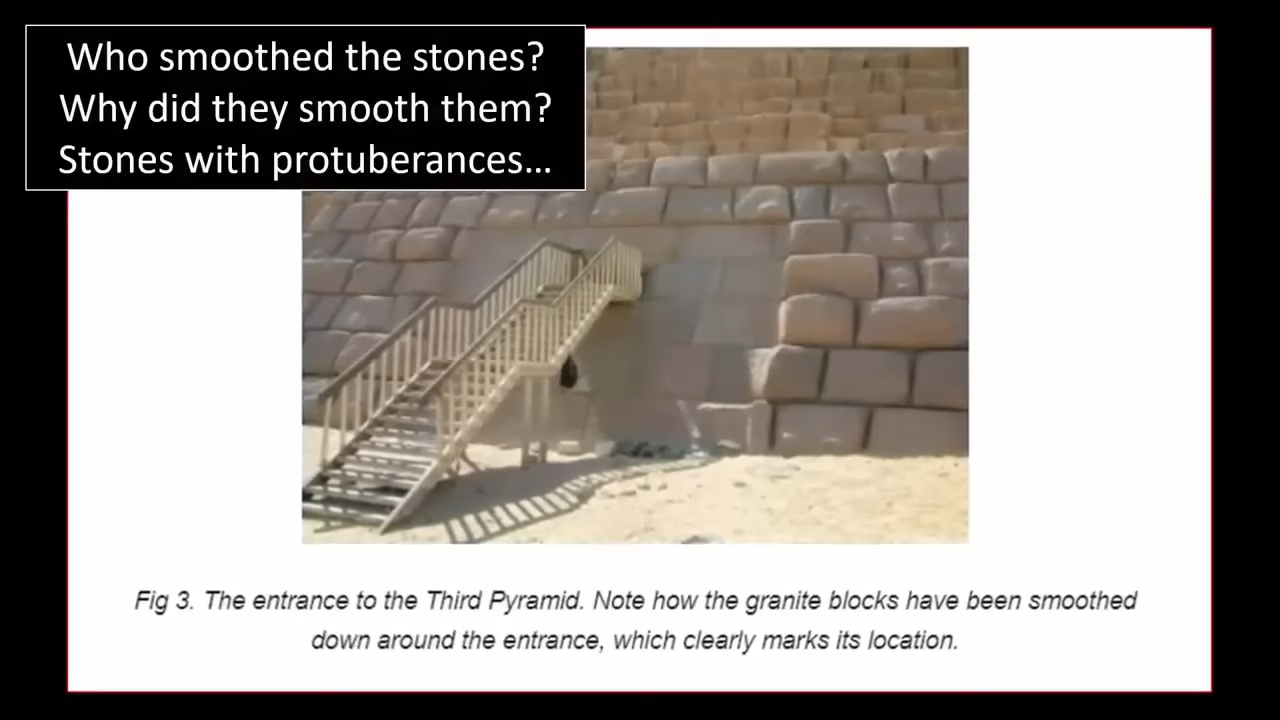 Who smoothed the stones?
Why did they smooth them?
Stones with protuberances...
Fig 3. The entrance to the Third Pyramid. Note how the granite blocks have been smoothed
down around the entrance, which clearly marks its location.